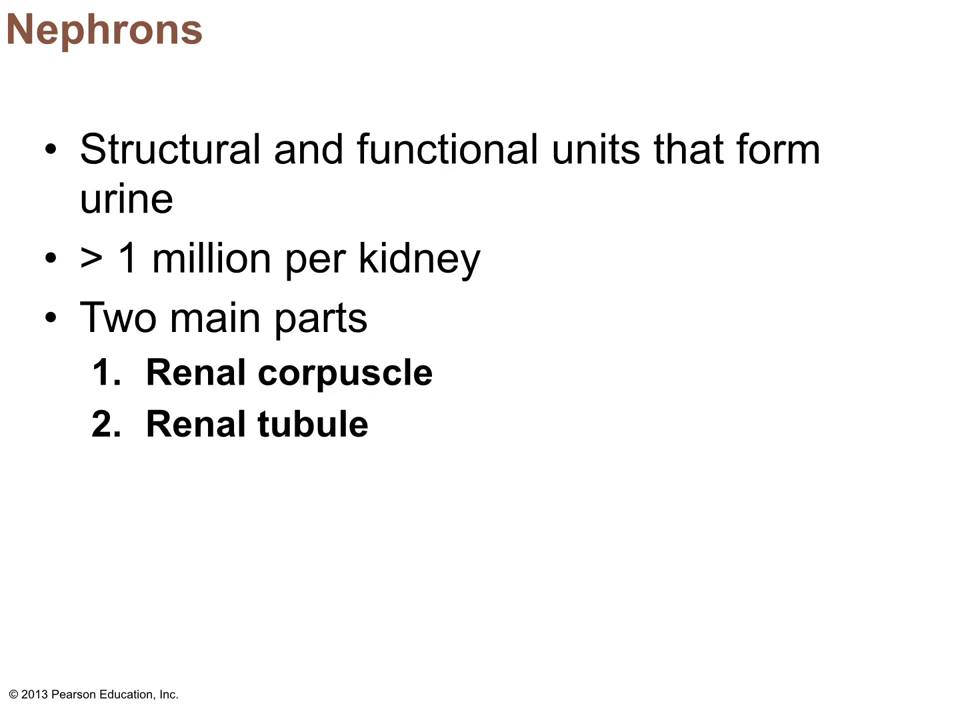 Nephrons
• Structural and functional units that form
urine
• > 1 million per kidney
• Two main parts
1. Renal corpuscle
2. Renal tubule
© 2013 Pearson Education, Inc.